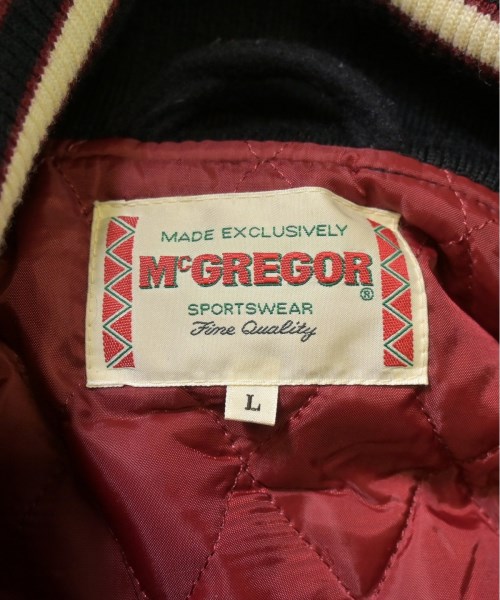 MADE EXCLUSIVELY
McGREGOR®
SPORTSWEAR
Fine Quality
L